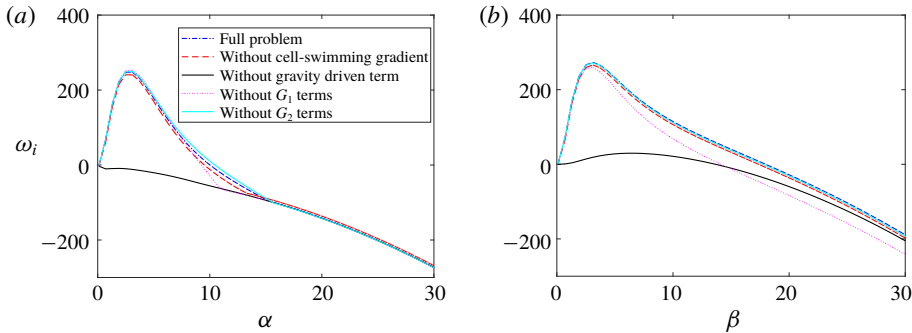 (a)
400
200
0
−200
ω_i
0
10
20
30
α
Full problem
Without cell-swimming gradient
Without gravity driven term
Without G_1 terms
Without G_2 terms
(b)
400
200
0
−200
0
10
20
30
β